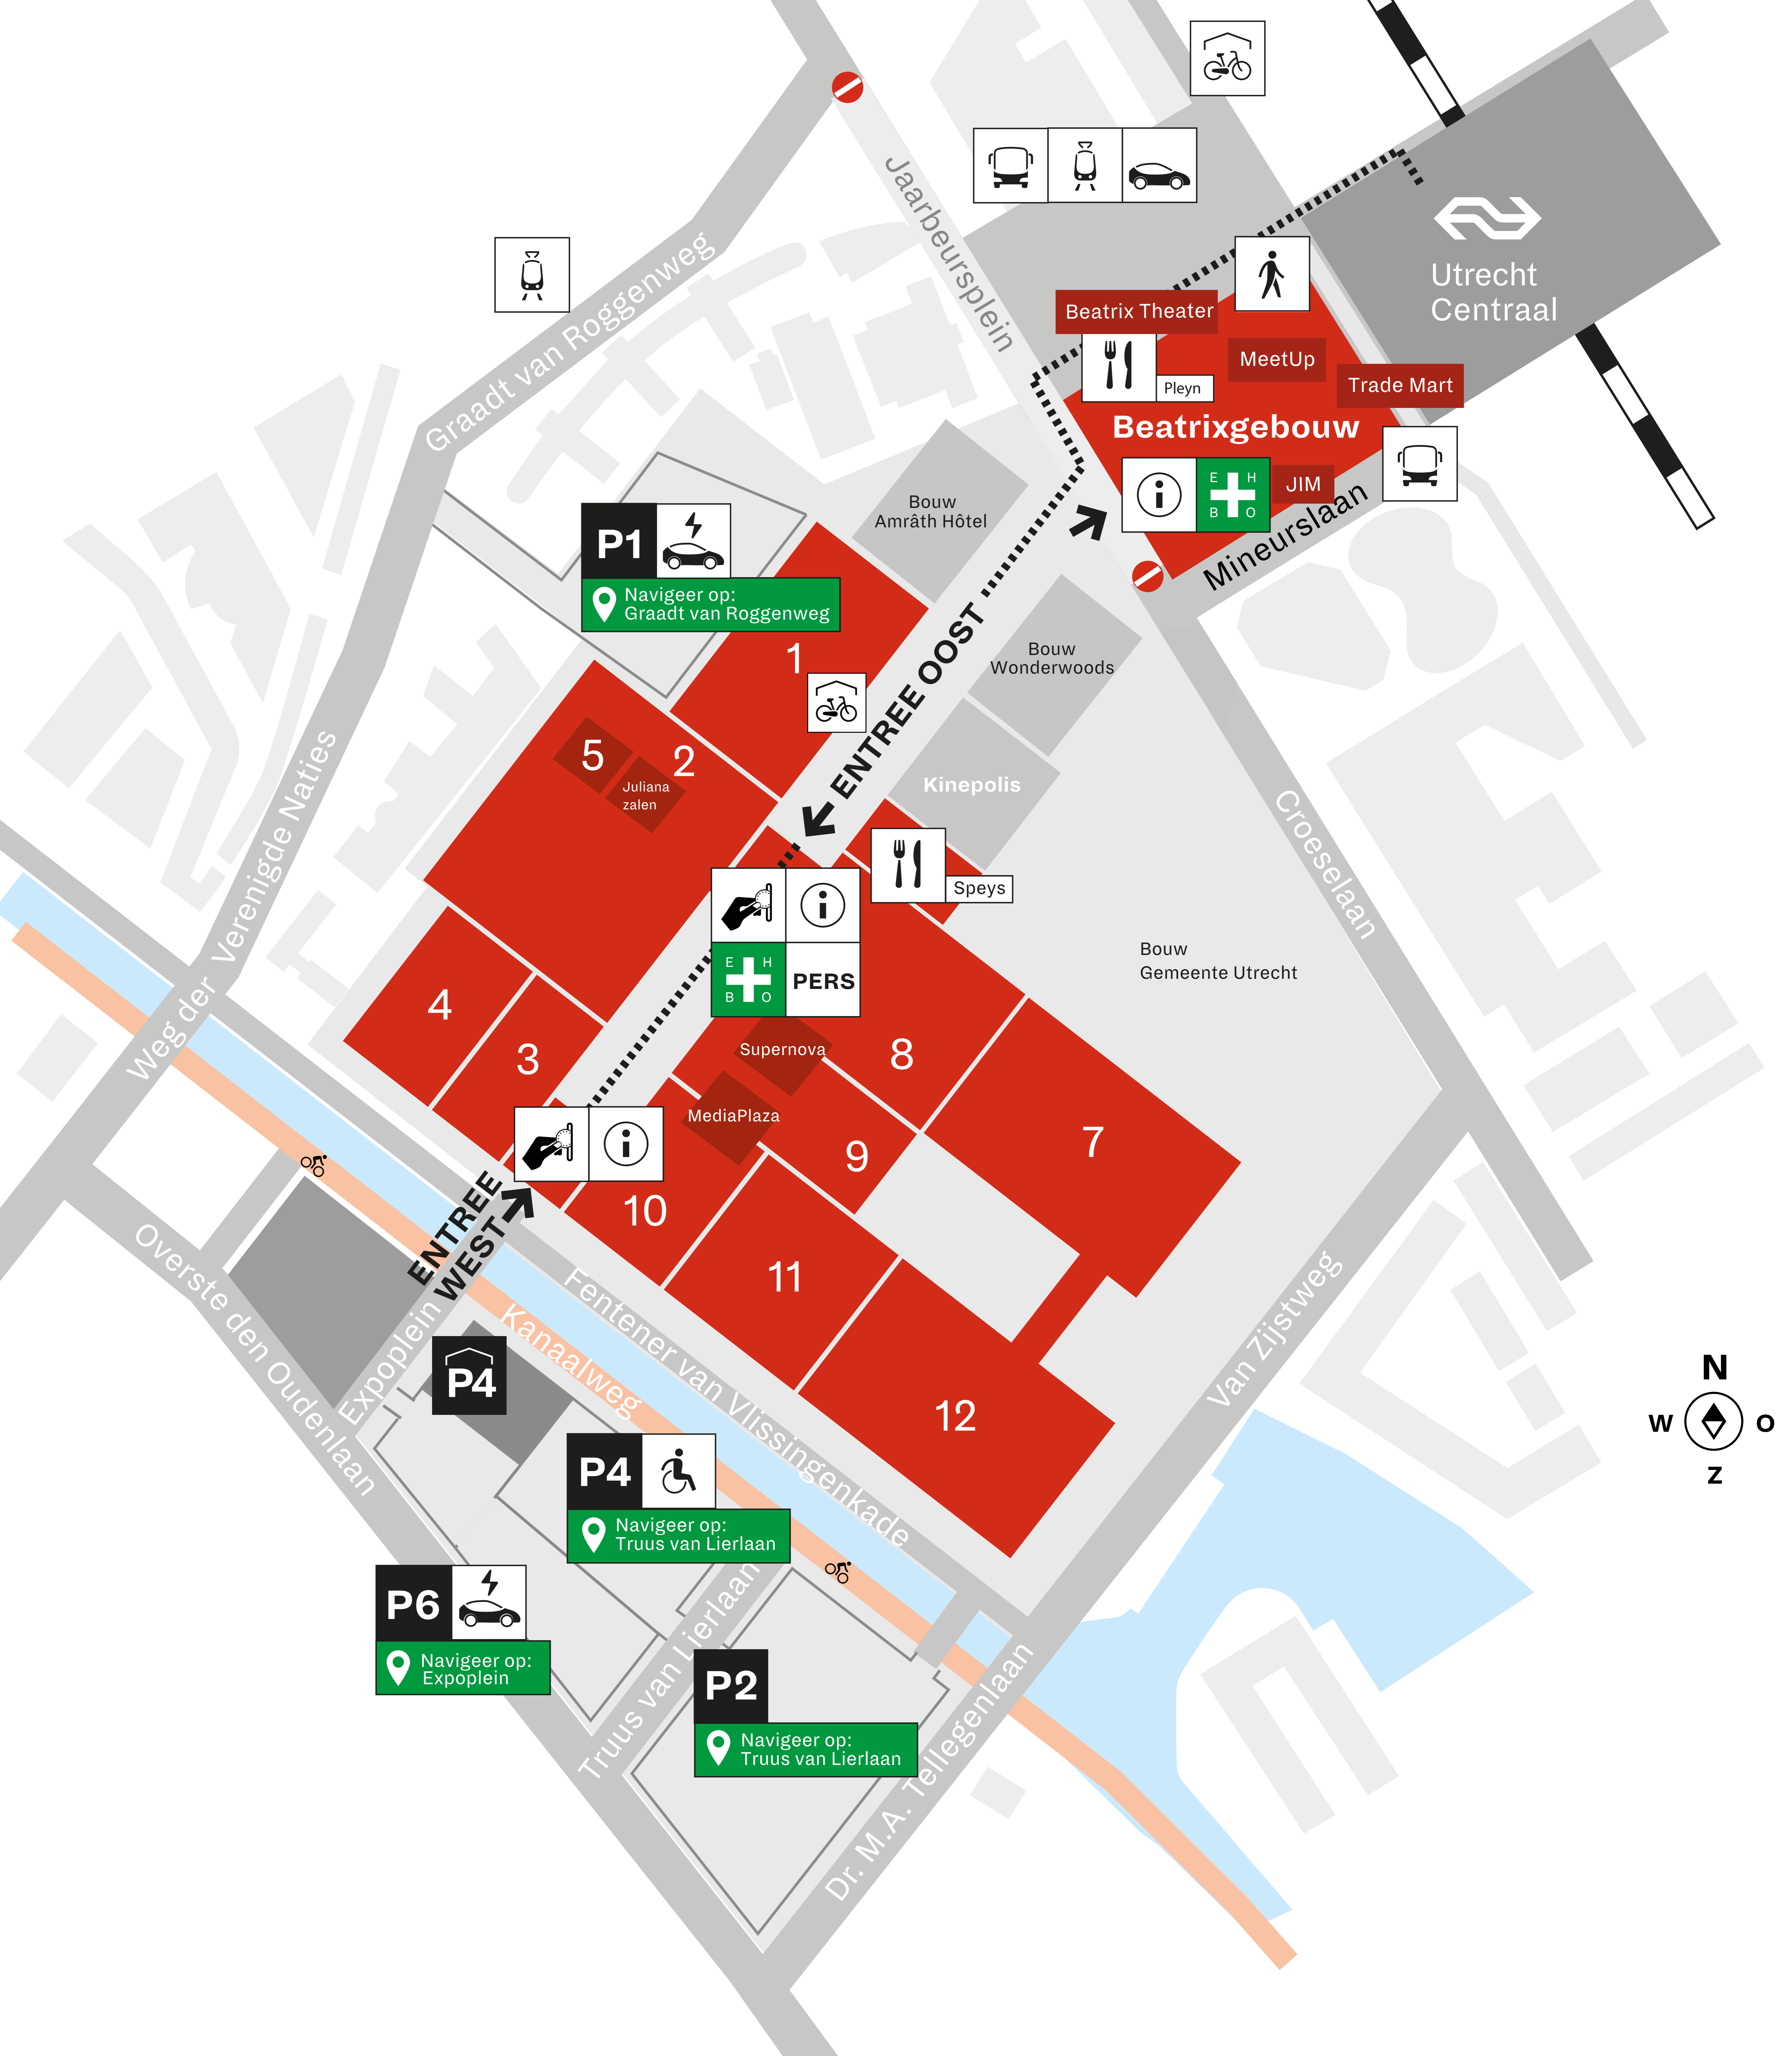 Jaarbeursplein
Utrecht
Centraal
Graadt van Roggenweg
Beatrix Theater
MeetUp
Trade Mart
Pleyn
Beatrixgebouw
JIM
E H
B O
Mineurslaan
Bouw
Amrâth Hôtel
P1
Navigeer op:
Graadt van Roggenweg
1
ENTREE OOST
Bouw
Wonderwoods
5
2
Juliana
zalen
Kinepolis
Speys
Croeselaan
Weg der Verenigde Naties
Bouw
Gemeente Utrecht
E H
B O
PERS
4
3
Supernova
8
MediaPlaza
9
7
10
ENTREE
WEST
11
12
Overste den Oudenlaan
Expoplein
Kanaalweg
Fentener van Vlissingenkade
Van Zijstweg
N
W O
Z
P4
P4
Navigeer op:
Truus van Lierlaan
P6
Navigeer op:
Expoplein
Truus van Lierlaan
P2
Navigeer op:
Truus van Lierlaan
Dr. M.A. Tellegenlaan